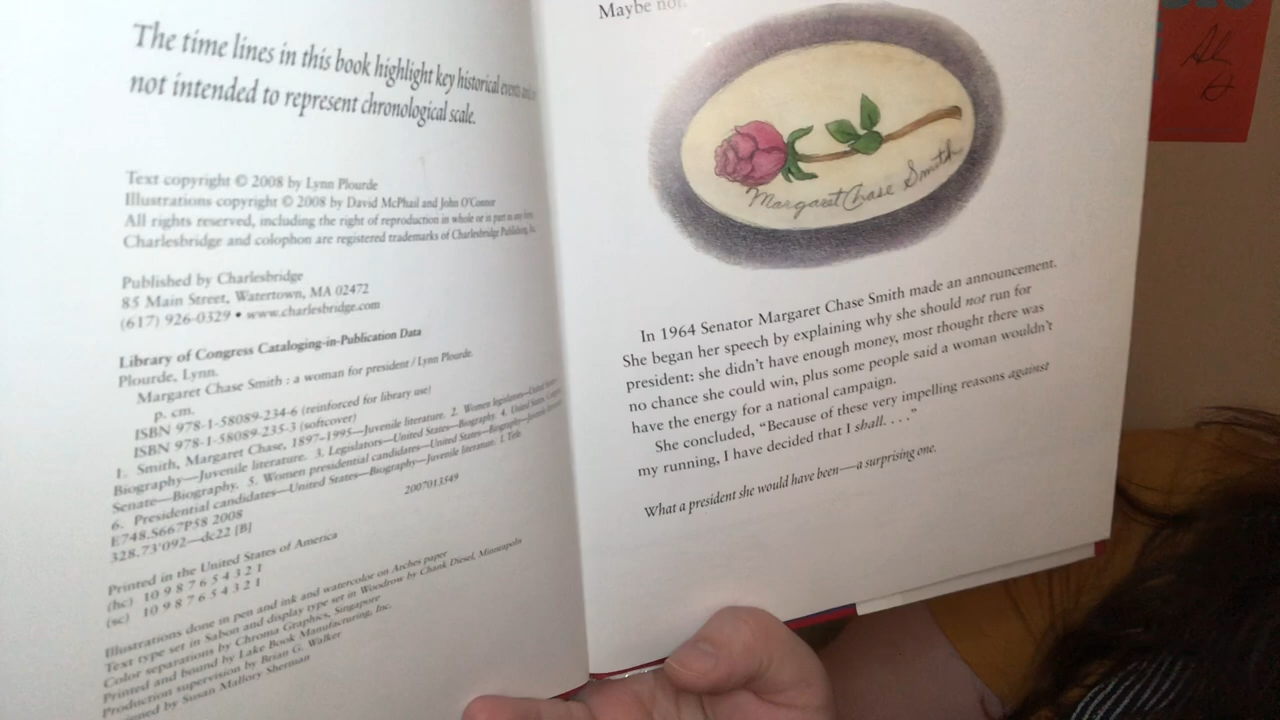 The time lines in this book highlight key historical events and
not intended to represent chronological scale.
Text copyright © 2008 by Lynn Plourde
Illustrations copyright © 2008 by David McPhail and John O'Connor
All rights reserved, including the right of reproduction in whole or in part in any form.
Charlesbridge and colophon are registered trademarks of Charlesbridge Publishing, Inc.
Published by Charlesbridge
85 Main Street, Watertown, MA 02472
(617) 926-0329 • www.charlesbridge.com
Library of Congress Cataloging-in-Publication Data
Plourde, Lynn.
Margaret Chase Smith : a woman for president / Lynn Plourde.
p. cm.
ISBN 978-1-58089-234-6 (reinforced for library use)
ISBN 978-1-58089-235-3 (softcover)
1. Smith, Margaret Chase, 1897-1995—Juvenile literature. 2. Women legislators—United States—
Biography—Juvenile literature. 3. Legislators—United States—Biography. 4. United States. Congress.
Senate—Biography. 5. Women presidential candidates—United States—Biography—Juvenile literature.
6. Presidential candidates—United States—Biography—Juvenile literature. I. Title.
E748.S667P58 2008
328.73'092—dc22 [B]
2007013549
Printed in the United States of America
(hc) 10 9 8 7 6 5 4 3 2 1
(sc) 10 9 8 7 6 5 4 3 2 1
Illustrations done in pen and ink and watercolor on Arches paper
Text type set in Sabon and display type set in Woodrow by Chank Diesel, Minneapolis
Color separations by Chroma Graphics, Singapore
Printed and bound by Lake Book Manufacturing, Inc.
Production supervision by Brian G. Walker
Designed by Susan Mallory Sherman
Maybe not.
Margaret Chase Smith
In 1964 Senator Margaret Chase Smith made an announcement.
She began her speech by explaining why she should not run for
president: she didn't have enough money, most thought there was
no chance she could win, plus some people said a woman wouldn't
have the energy for a national campaign.
She concluded, “Because of these very impelling reasons against
my running, I have decided that I shall. . . .”
What a president she would have been—a surprising one.